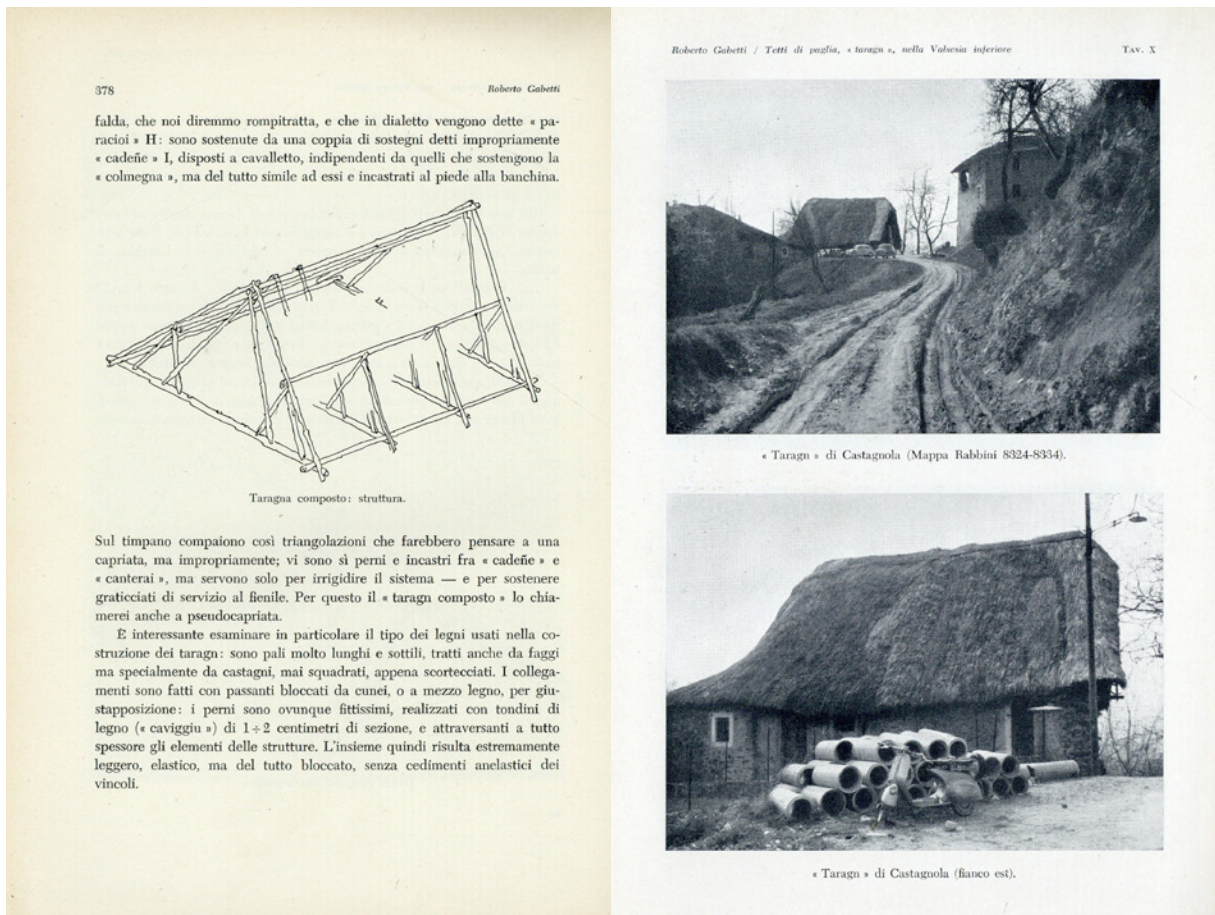 378
Roberto Gabetti
falda, che noi diremmo rompitratta, e che in dialetto vengono dette « pa-
racioi » H: sono sostenute da una coppia di sostegni detti impropriamente
« cadeñe » I, disposti a cavalletto, indipendenti da quelli che sostengono la
« colmegna », ma del tutto simile ad essi e incastrati al piede alla banchina.
Taragna composto: struttura.
Sul timpano compaiono così triangolazioni che farebbero pensare a una
capriata, ma impropriamente; vi sono sì perni e incastri fra « cadeñe » e
« canterai », ma servono solo per irrigidire il sistema — e per sostenere
graticciati di servizio al fienile. Per questo il « taragn composto » lo chia-
merei anche a pseudocapriata.
È interessante esaminare in particolare il tipo dei legni usati nella co-
struzione dei taragn: sono pali molto lunghi e sottili, tratti anche da faggi
ma specialmente da castagni, mai squadrati, appena scortecciati. I collega-
menti sono fatti con passanti bloccati da cunei, o a mezzo legno, per giu-
stapposizione: i perni sono ovunque fittissimi, realizzati con tondini di
legno (« caviggiu ») di 1÷2 centimetri di sezione, e attraversanti a tutto
spessore gli elementi delle strutture. L'insieme quindi risulta estremamente
leggero, elastico, ma del tutto bloccato, senza cedimenti anelastici dei
vincoli.
Roberto Gabetti / Tetti di paglia, « taragn », nella Valsesia inferiore
TAV. X
« Taragn » di Castagnola (Mappa Rabbini 8324-8334).
« Taragn » di Castagnola (fianco est).